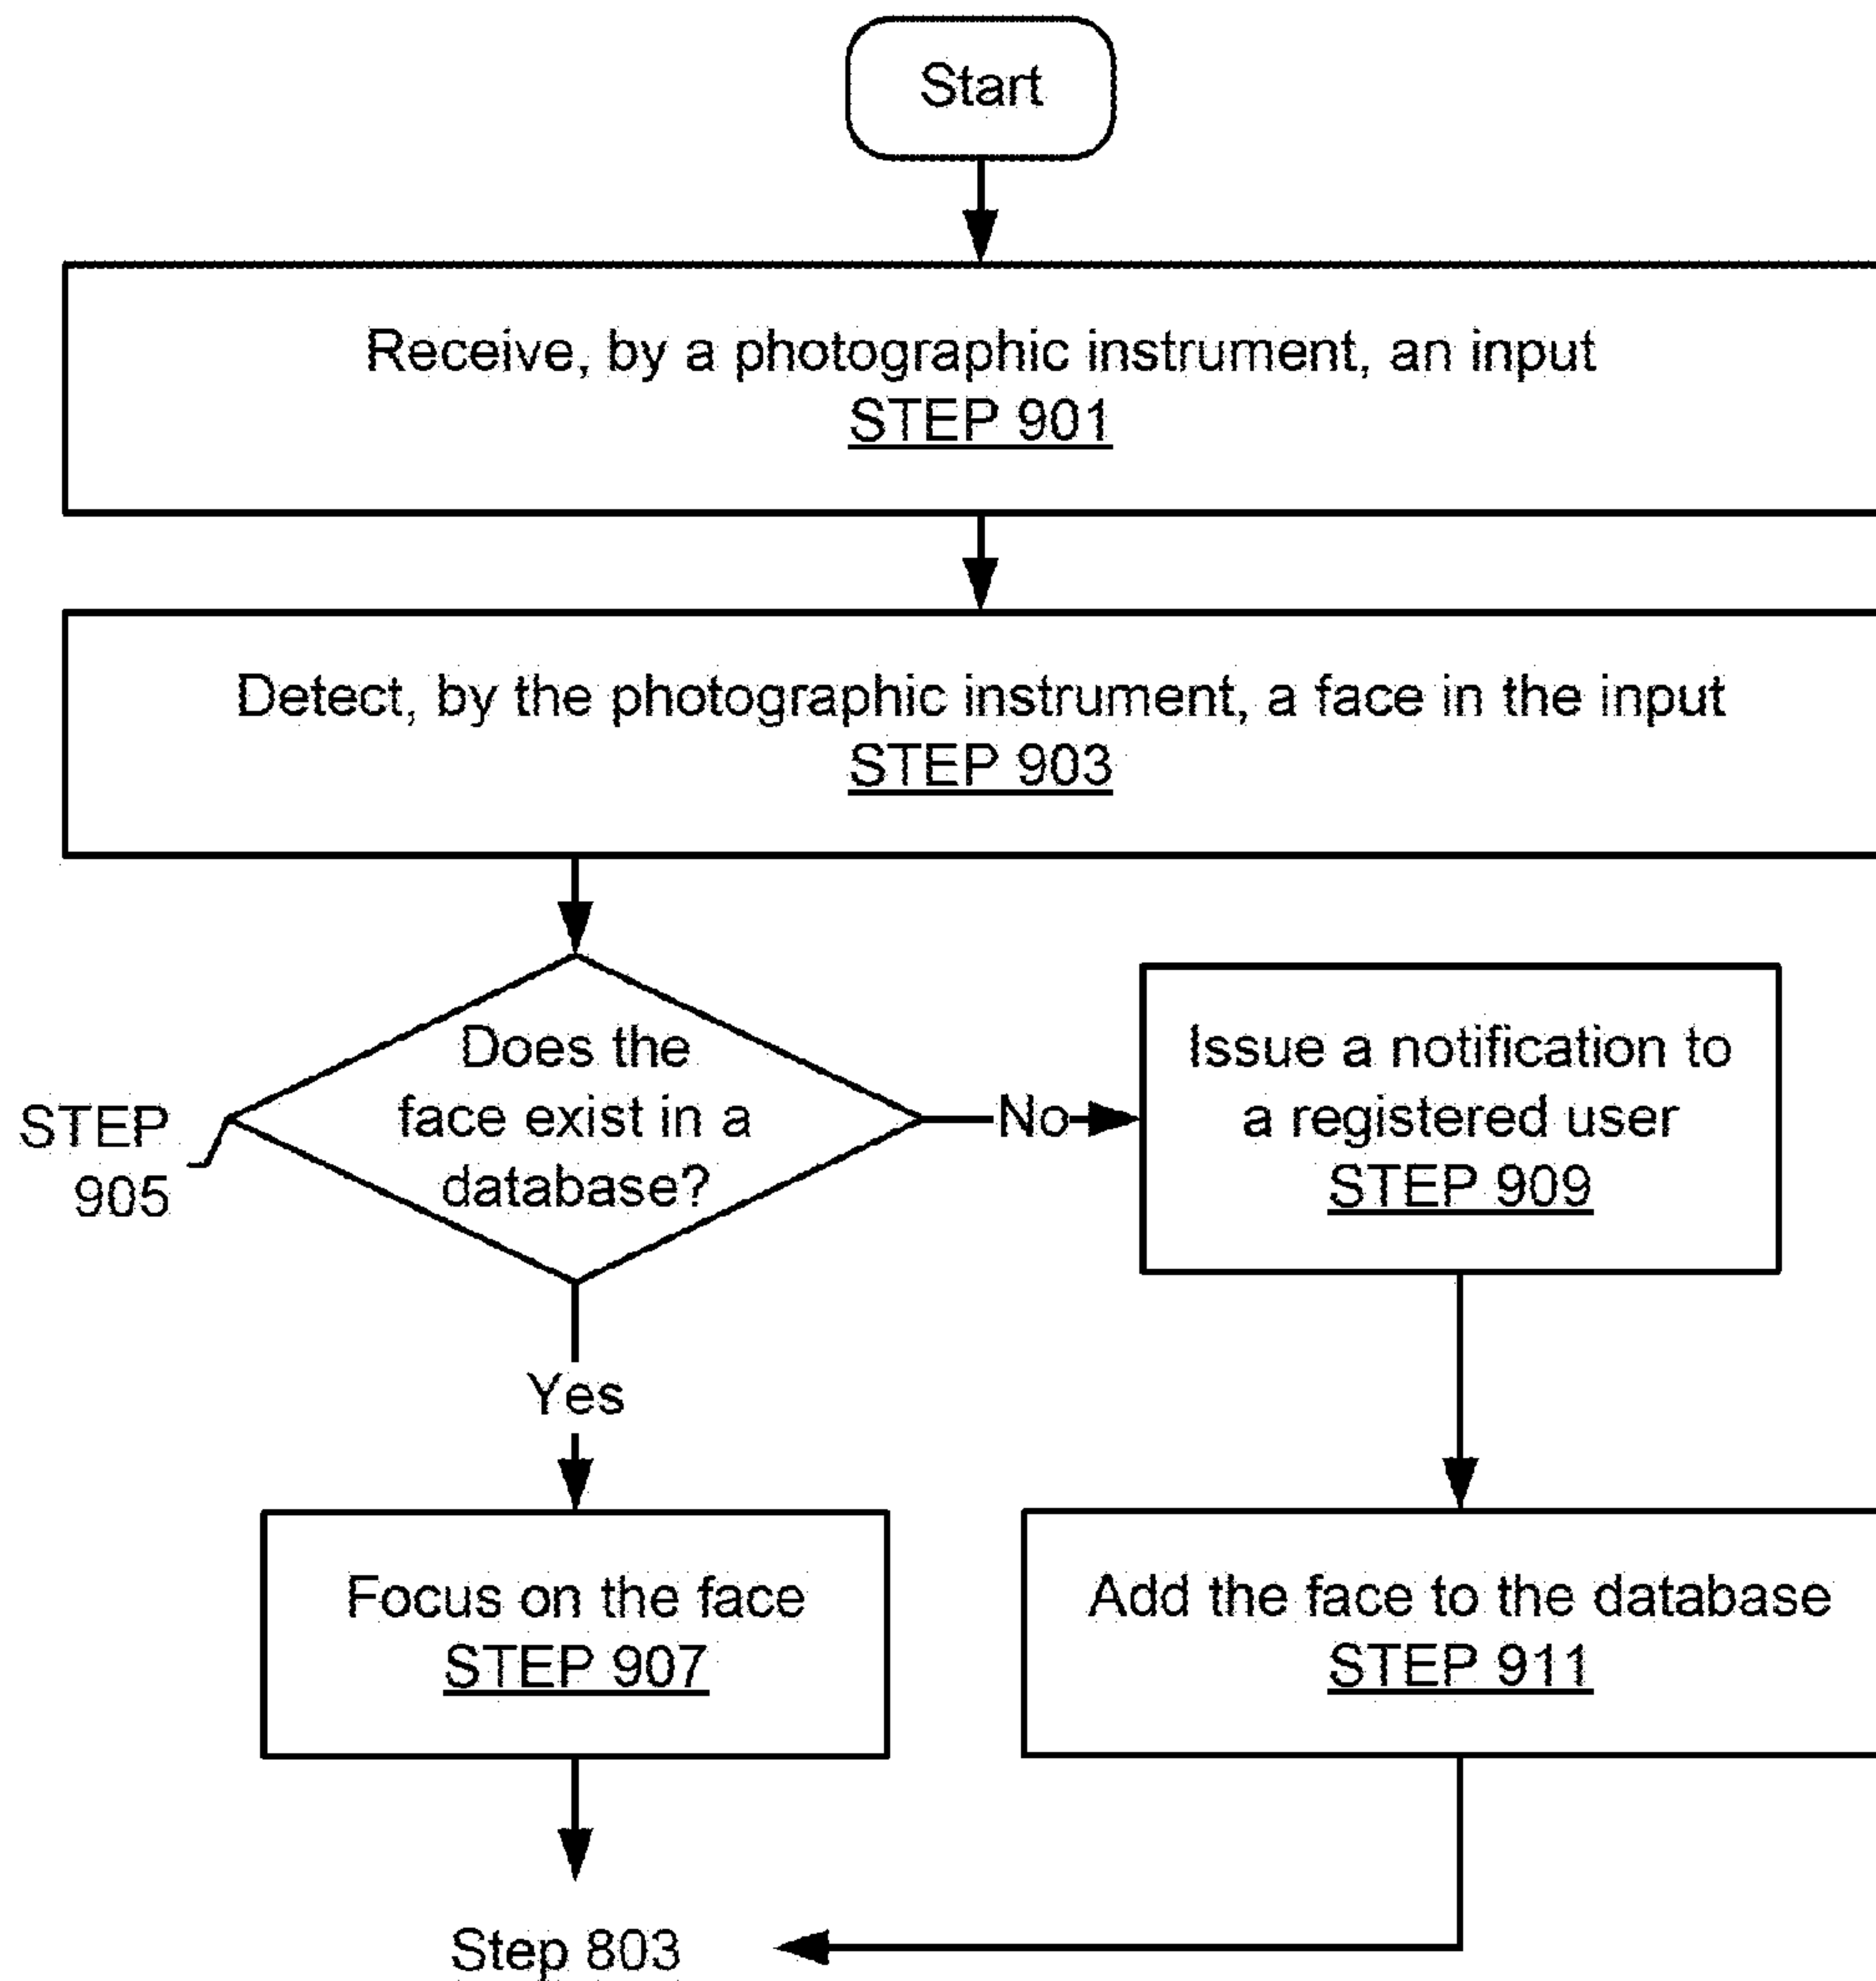 Start
Receive, by a photographic instrument, an input
STEP 901
Detect, by the photographic instrument, a face in the input
STEP 903
Does the
face exist in a
database?
STEP
905
No
Issue a notification to
a registered user
STEP 909
Yes
Focus on the face
STEP 907
Add the face to the database
STEP 911
Step 803